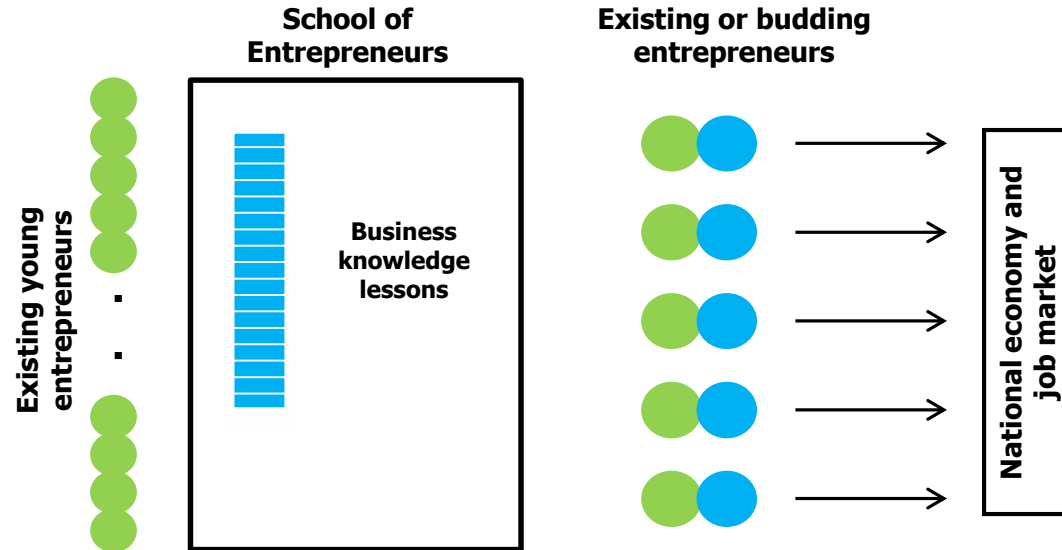 School of
Entrepreneurs
Existing or budding
entrepreneurs
Existing young
entrepreneurs
Business
knowledge
lessons
National economy and
job market